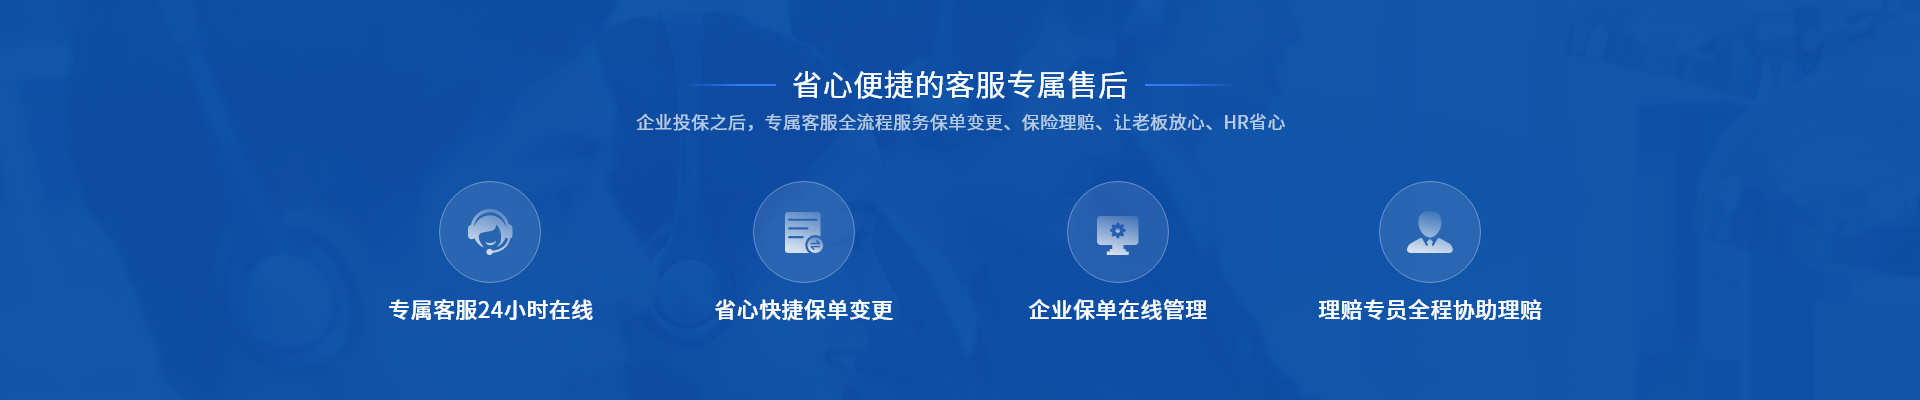 省心便捷的客服专属售后
企业投保之后，专属客服全流程服务保单变更、保险理赔、让老板放心、HR省心
专属客服24小时在线
省心快捷保单变更
企业保单在线管理
理赔专员全程协助理赔